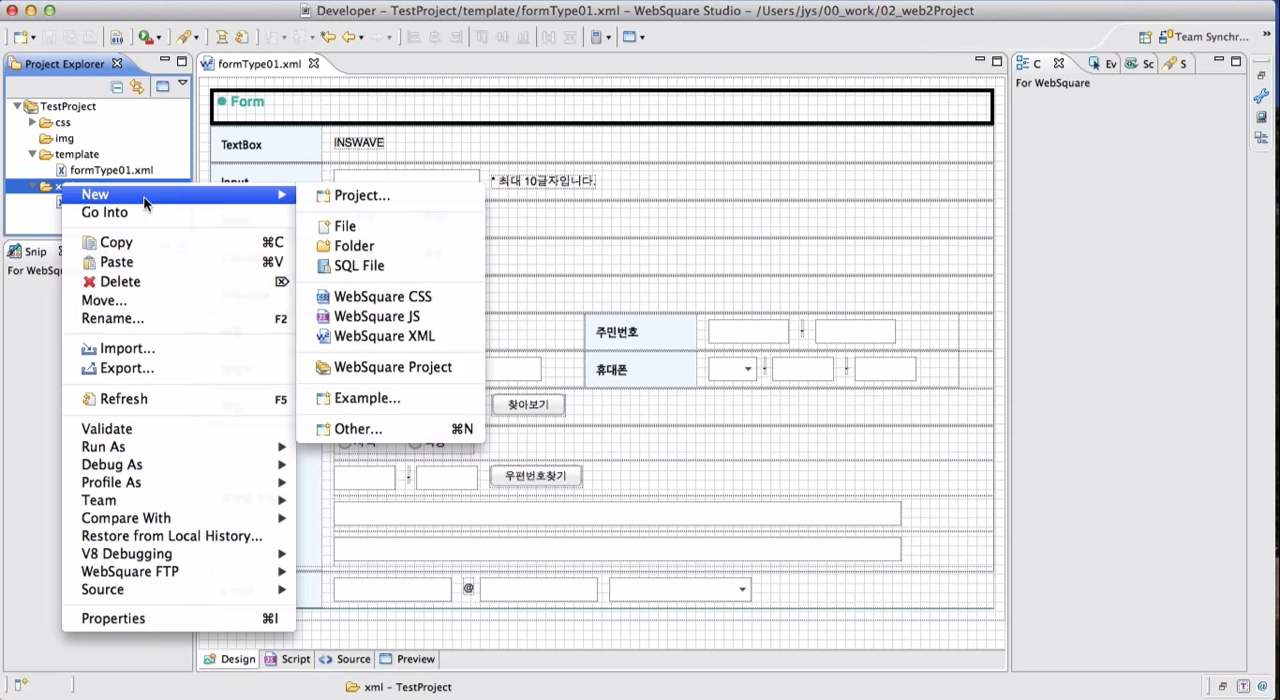 Developer - TestProject/template/formType01.xml - WebSquare Studio - /Users/jys/00_work/02_web2Project
Team Synchr...
Project Explorer
formType01.xml
C
Ev
Sc
S
For WebSquare
TestProject
css
img
template
formType01.xml
Form
TextBox
INSWAVE
* 최대 10글자입니다.
Snip
For WebSqu
New
Go Into
Copy ⌘C
Paste ⌘V
Delete ⌦
Move...
Rename... F2
Import...
Export...
Refresh F5
Validate
Run As
Debug As
Profile As
Team
Compare With
Restore from Local History...
V8 Debugging
WebSquare FTP
Source
Properties ⌘I
Project...
File
Folder
SQL File
WebSquare CSS
WebSquare JS
WebSquare XML
WebSquare Project
Example...
Other... ⌘N
주민번호 -
휴대폰 - -
찾아보기
- 우편번호찾기
@
Design
Script
Source
Preview
xml - TestProject